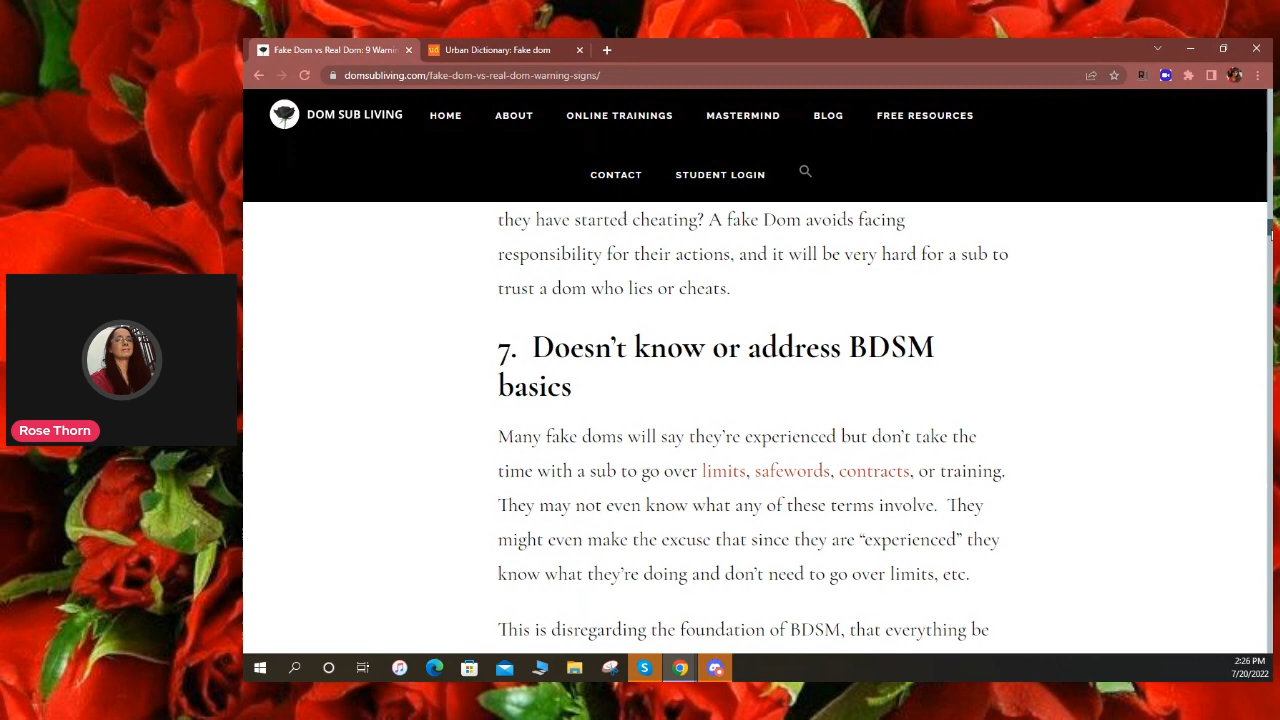 Fake Dom vs Real Dom: 9 Warnin
ud
Urban Dictionary: Fake dom
domsubliving.com/fake-dom-vs-real-dom-warning-signs/
DOM SUB LIVING
HOME
ABOUT
ONLINE TRAININGS
MASTERMIND
BLOG
FREE RESOURCES
CONTACT
STUDENT LOGIN
they have started cheating? A fake Dom avoids facing
responsibility for their actions, and it will be very hard for a sub to
trust a dom who lies or cheats.
7. Doesn’t know or address BDSM
basics
Many fake doms will say they’re experienced but don’t take the
time with a sub to go over limits, safewords, contracts, or training.
They may not even know what any of these terms involve. They
might even make the excuse that since they are “experienced” they
know what they’re doing and don’t need to go over limits, etc.
This is disregarding the foundation of BDSM, that everything be
Rose Thorn
2:26 PM
7/20/2022